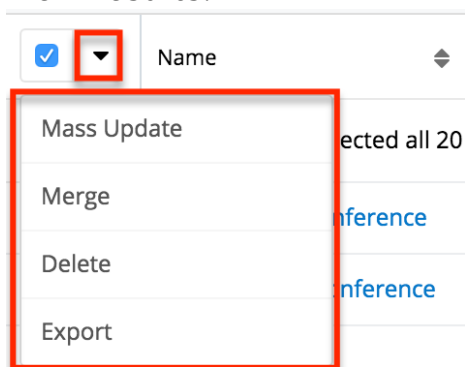 Name
Mass Update
ected all 20
Merge
nference
Delete
nference
Export